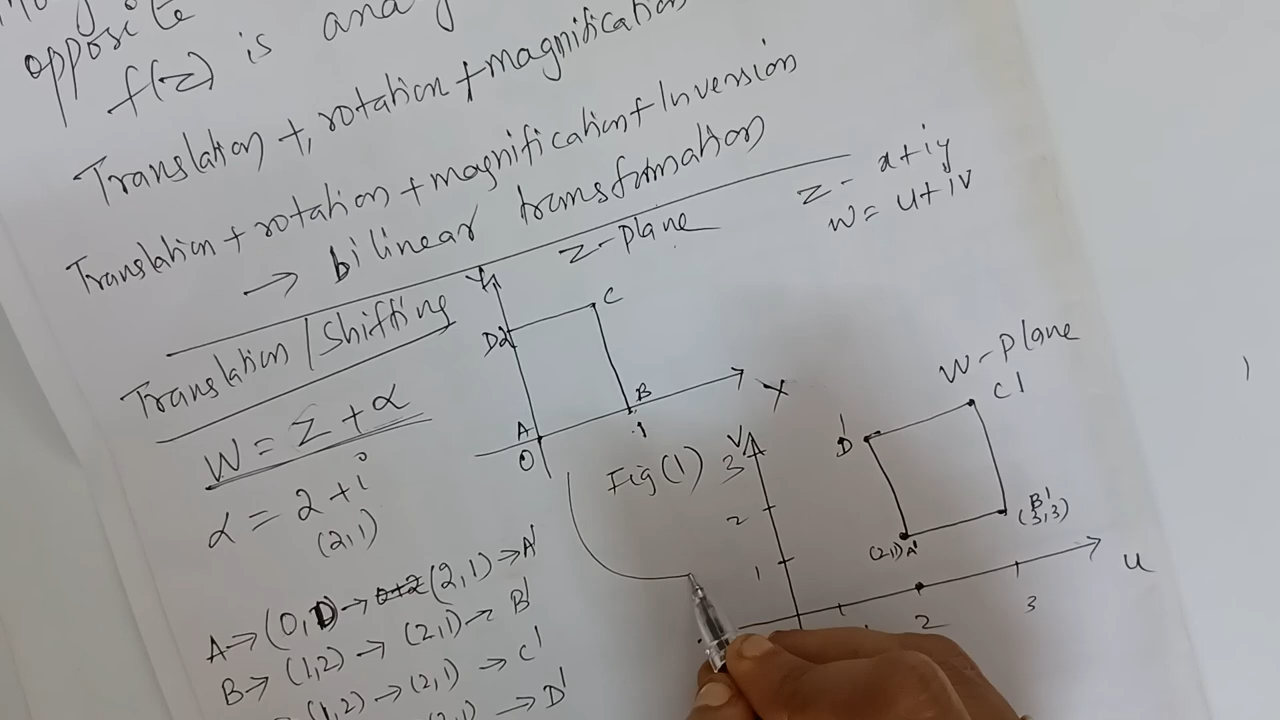 opposite
f(z) is
Translation +, rotation + magnification
Translation + rotation + magnification + Inversion
→ bilinear transformation
Z - x+iy
W = u+iv
Z-plane
Translation / Shifting
W = Z + α
α = 2 + i
(2,1)
Y
D 2
C
A
O
B
1
X
Fig(1)
W-plane
V
3
2
1
D'
C'
B'
(3,3)
(2,1) A'
2
3
u
A → (0, → (2,1) → A'
B → (1,2) → (2,1) → B'
(1,2) → (2,1) → C'
→ D'